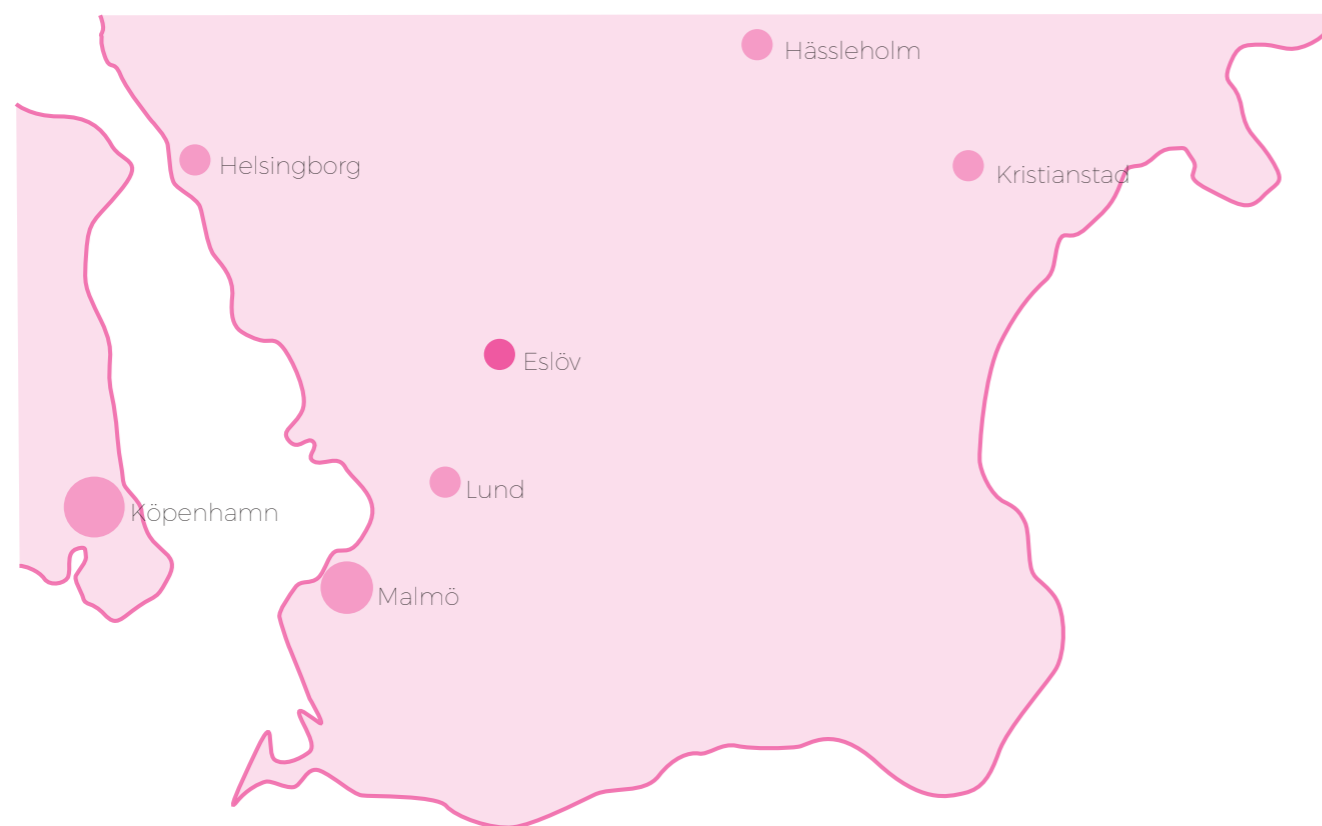 Hässleholm
Helsingborg
Kristianstad
Eslöv
Lund
Köpenhamn
Malmö